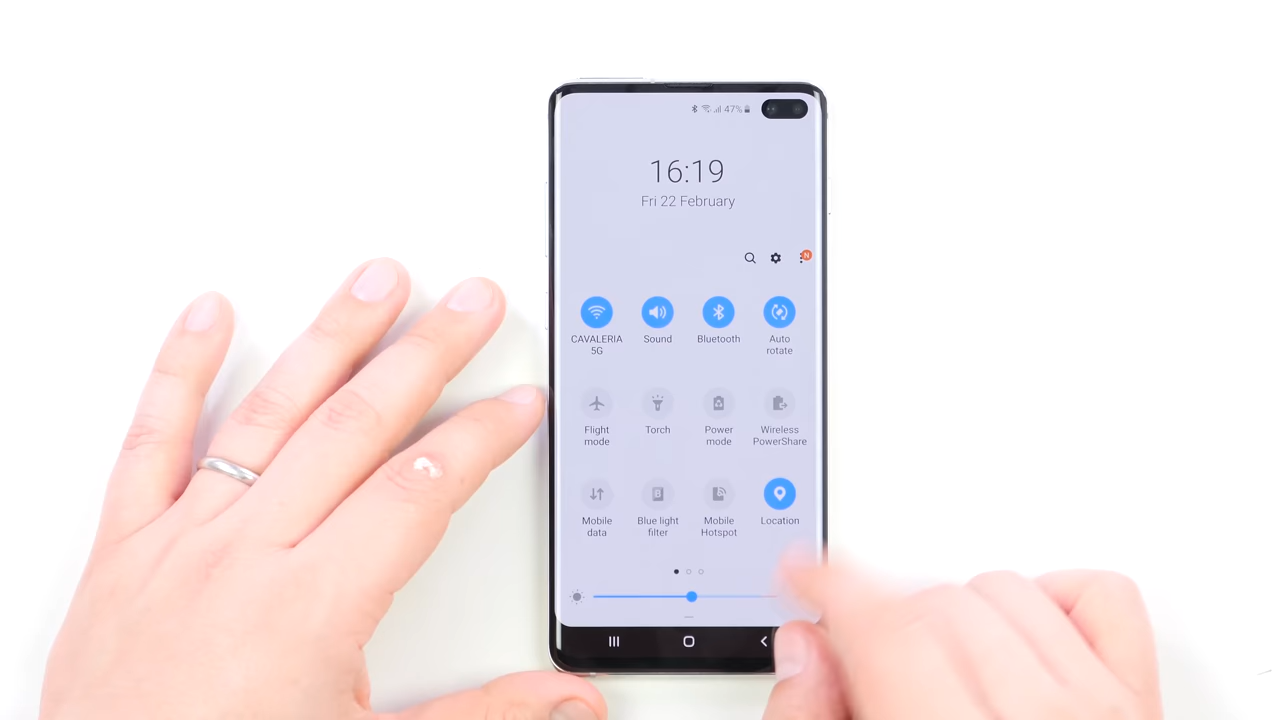 47%
16:19
Fri 22 February
N
CAVALERIA
5G
Sound
Bluetooth
Auto
rotate
Flight
mode
Torch
Power
mode
Wireless
PowerShare
Mobile
data
Blue light
filter
Mobile
Hotspot
Location